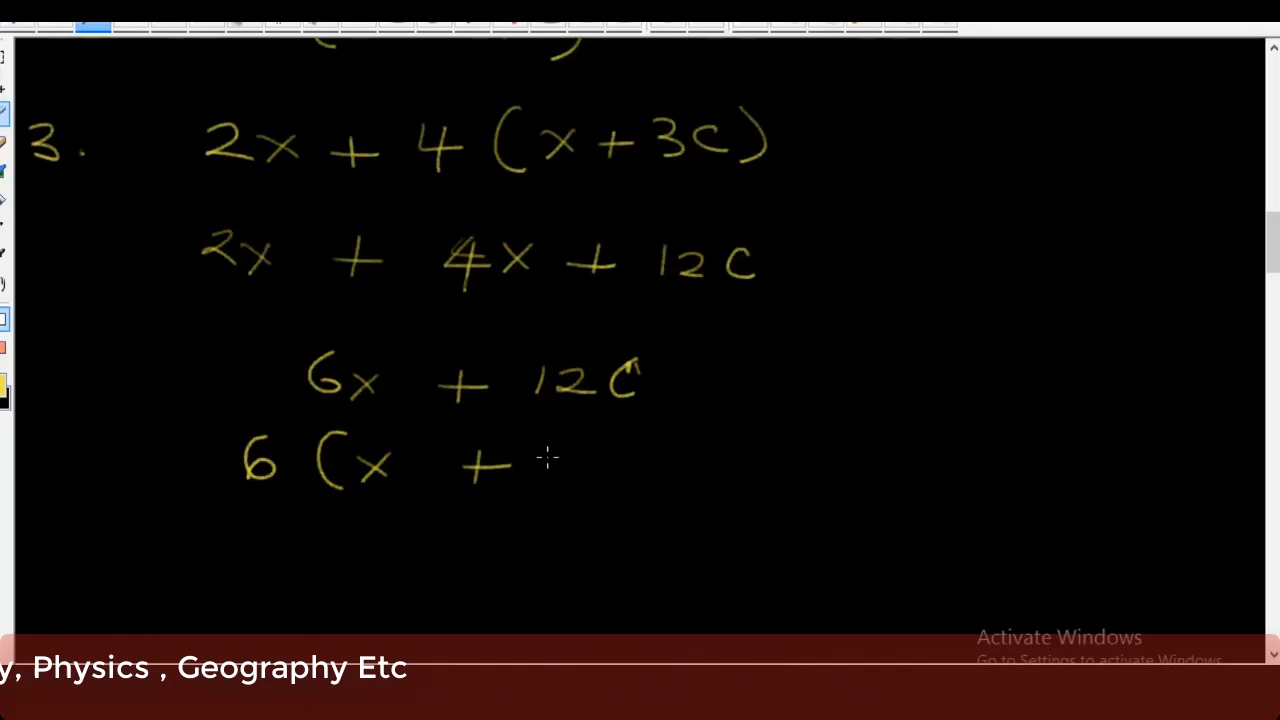 3. 2x + 4 (x + 3c)
2x + 4x + 12c
6x + 12c
6 (x +
Activate Windows
Go to Settings to activate Windows.
y, Physics , Geography Etc